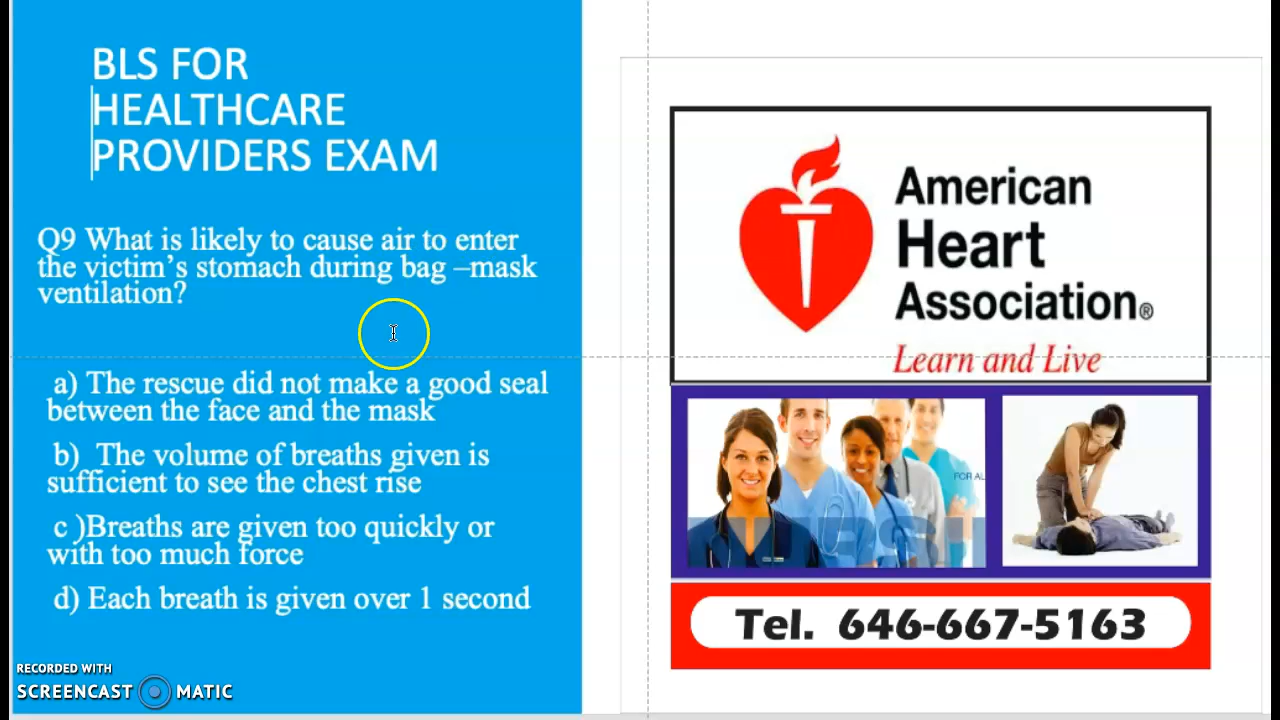 BLS FOR
HEALTHCARE
PROVIDERS EXAM
Q9 What is likely to cause air to enter
the victim’s stomach during bag –mask
ventilation?
a) The rescue did not make a good seal
between the face and the mask
b) The volume of breaths given is
sufficient to see the chest rise
c )Breaths are given too quickly or
with too much force
d) Each breath is given over 1 second
RECORDED WITH
SCREENCAST MATIC
American
Heart
Association®
Learn and Live
FOR AL
Tel. 646-667-5163